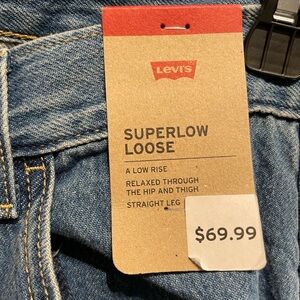 Levi's
SUPERLOW
LOOSE
A LOW RISE
RELAXED THROUGH
THE HIP AND THIGH
STRAIGHT LEG
$69.99